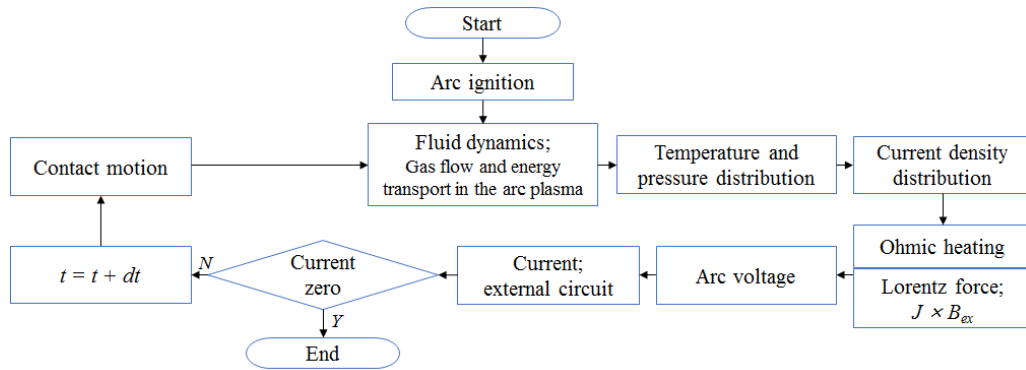 Start
Arc ignition
Fluid dynamics;
Gas flow and energy
transport in the arc plasma
Temperature and
pressure distribution
Current density
distribution
Ohmic heating
Lorentz force;
J × Bₑₓ
Arc voltage
Current;
external circuit
Current
zero
N
Y
End
t = t + dt
Contact motion